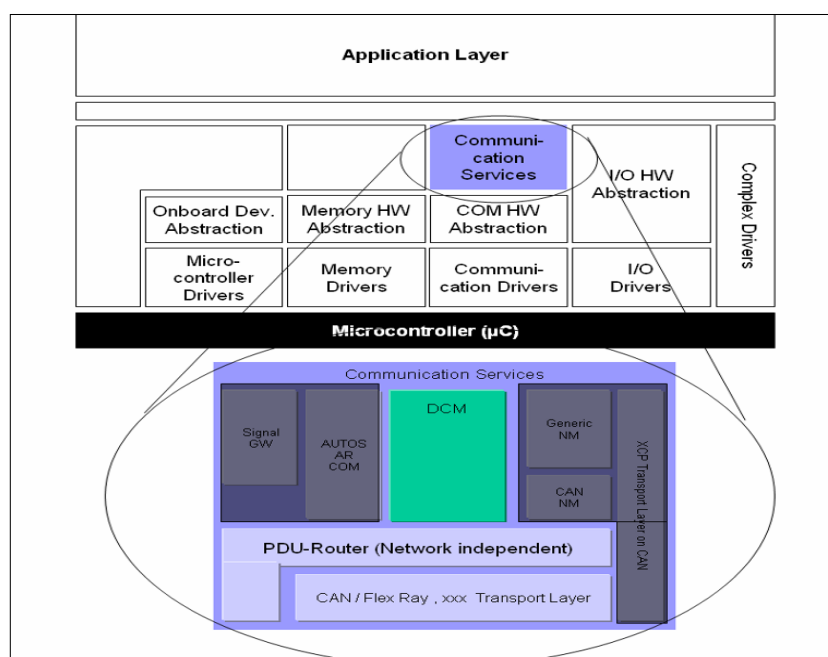 Application Layer
Communi-
cation
Services
I/O HW
Abstraction
Complex Drivers
Onboard Dev.
Abstraction
Memory HW
Abstraction
COM HW
Abstraction
Micro-
controller
Drivers
Memory
Drivers
Communi-
cation Drivers
I/O
Drivers
Microcontroller (µC)
Communication Services
Signal
GW
AUTOS
AR
COM
DCM
Generic
NM
CAN
NM
XCP Transport Layer on CAN
PDU-Router (Network independent)
CAN / Flex Ray , xxx Transport Layer